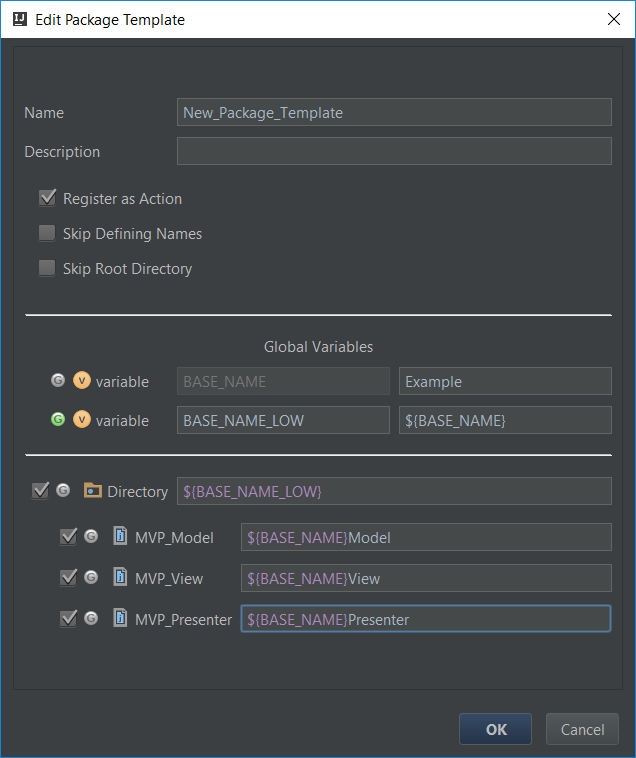 IJ Edit Package Template
Name New_Package_Template
Description
Register as Action
Skip Defining Names
Skip Root Directory
Global Variables
G V variable BASE_NAME Example
G V variable BASE_NAME_LOW ${BASE_NAME}
G Directory ${BASE_NAME_LOW}
G J MVP_Model ${BASE_NAME}Model
G J MVP_View ${BASE_NAME}View
G J MVP_Presenter ${BASE_NAME}Presenter
OK Cancel